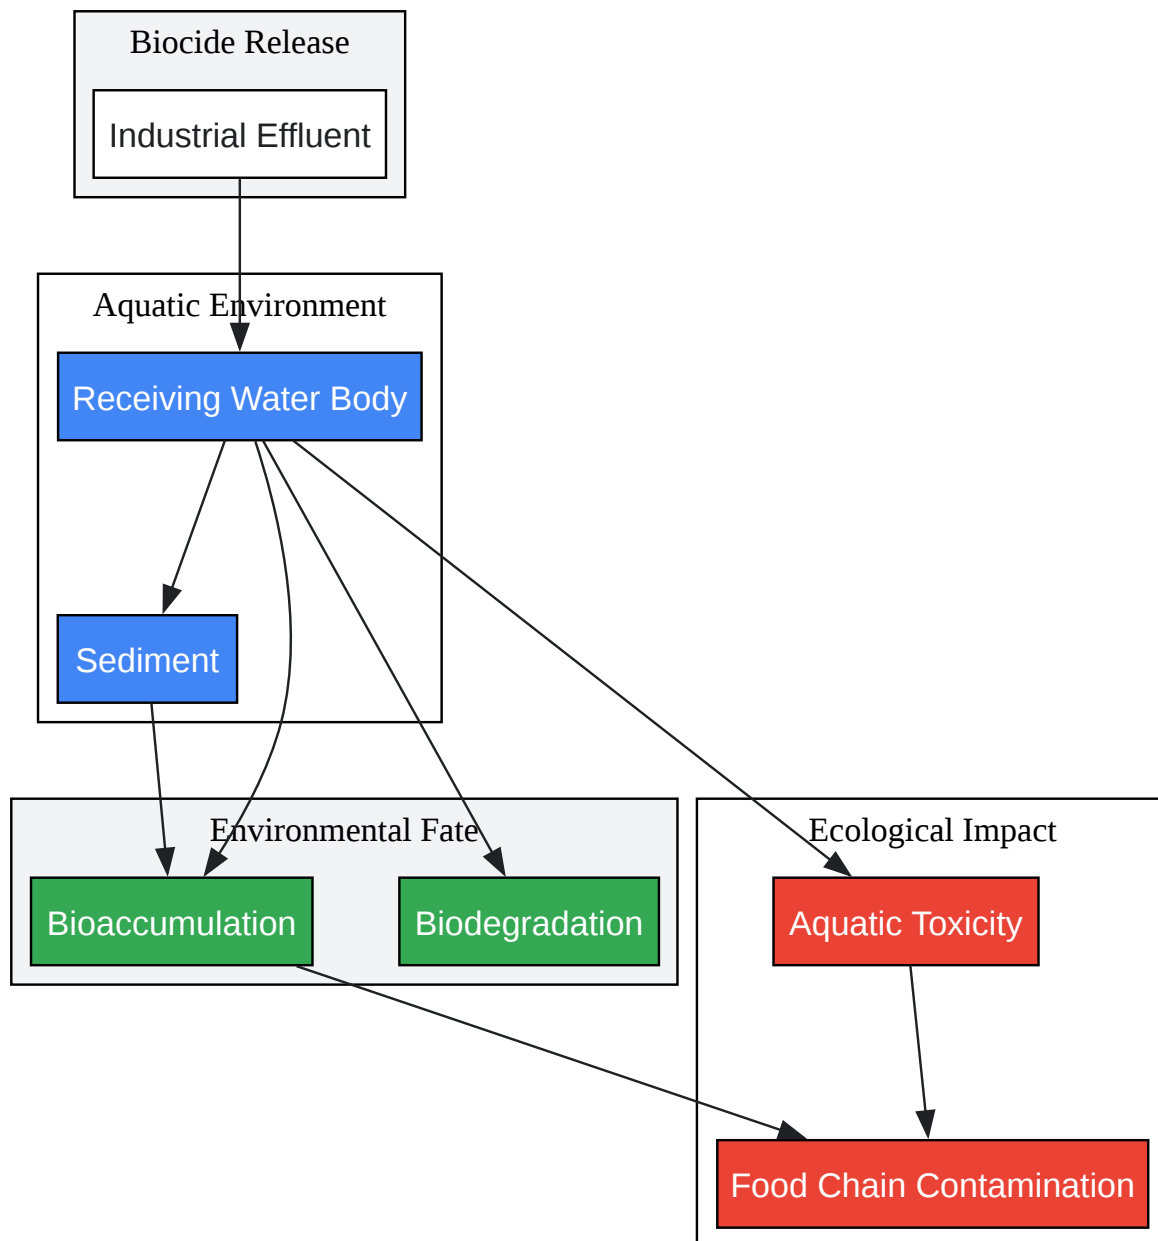 Biocide Release
Industrial Effluent
Aquatic Environment
Receiving Water Body
Sediment
Environmental Fate
Ecological Impact
Bioaccumulation
Biodegradation
Aquatic Toxicity
Food Chain Contamination